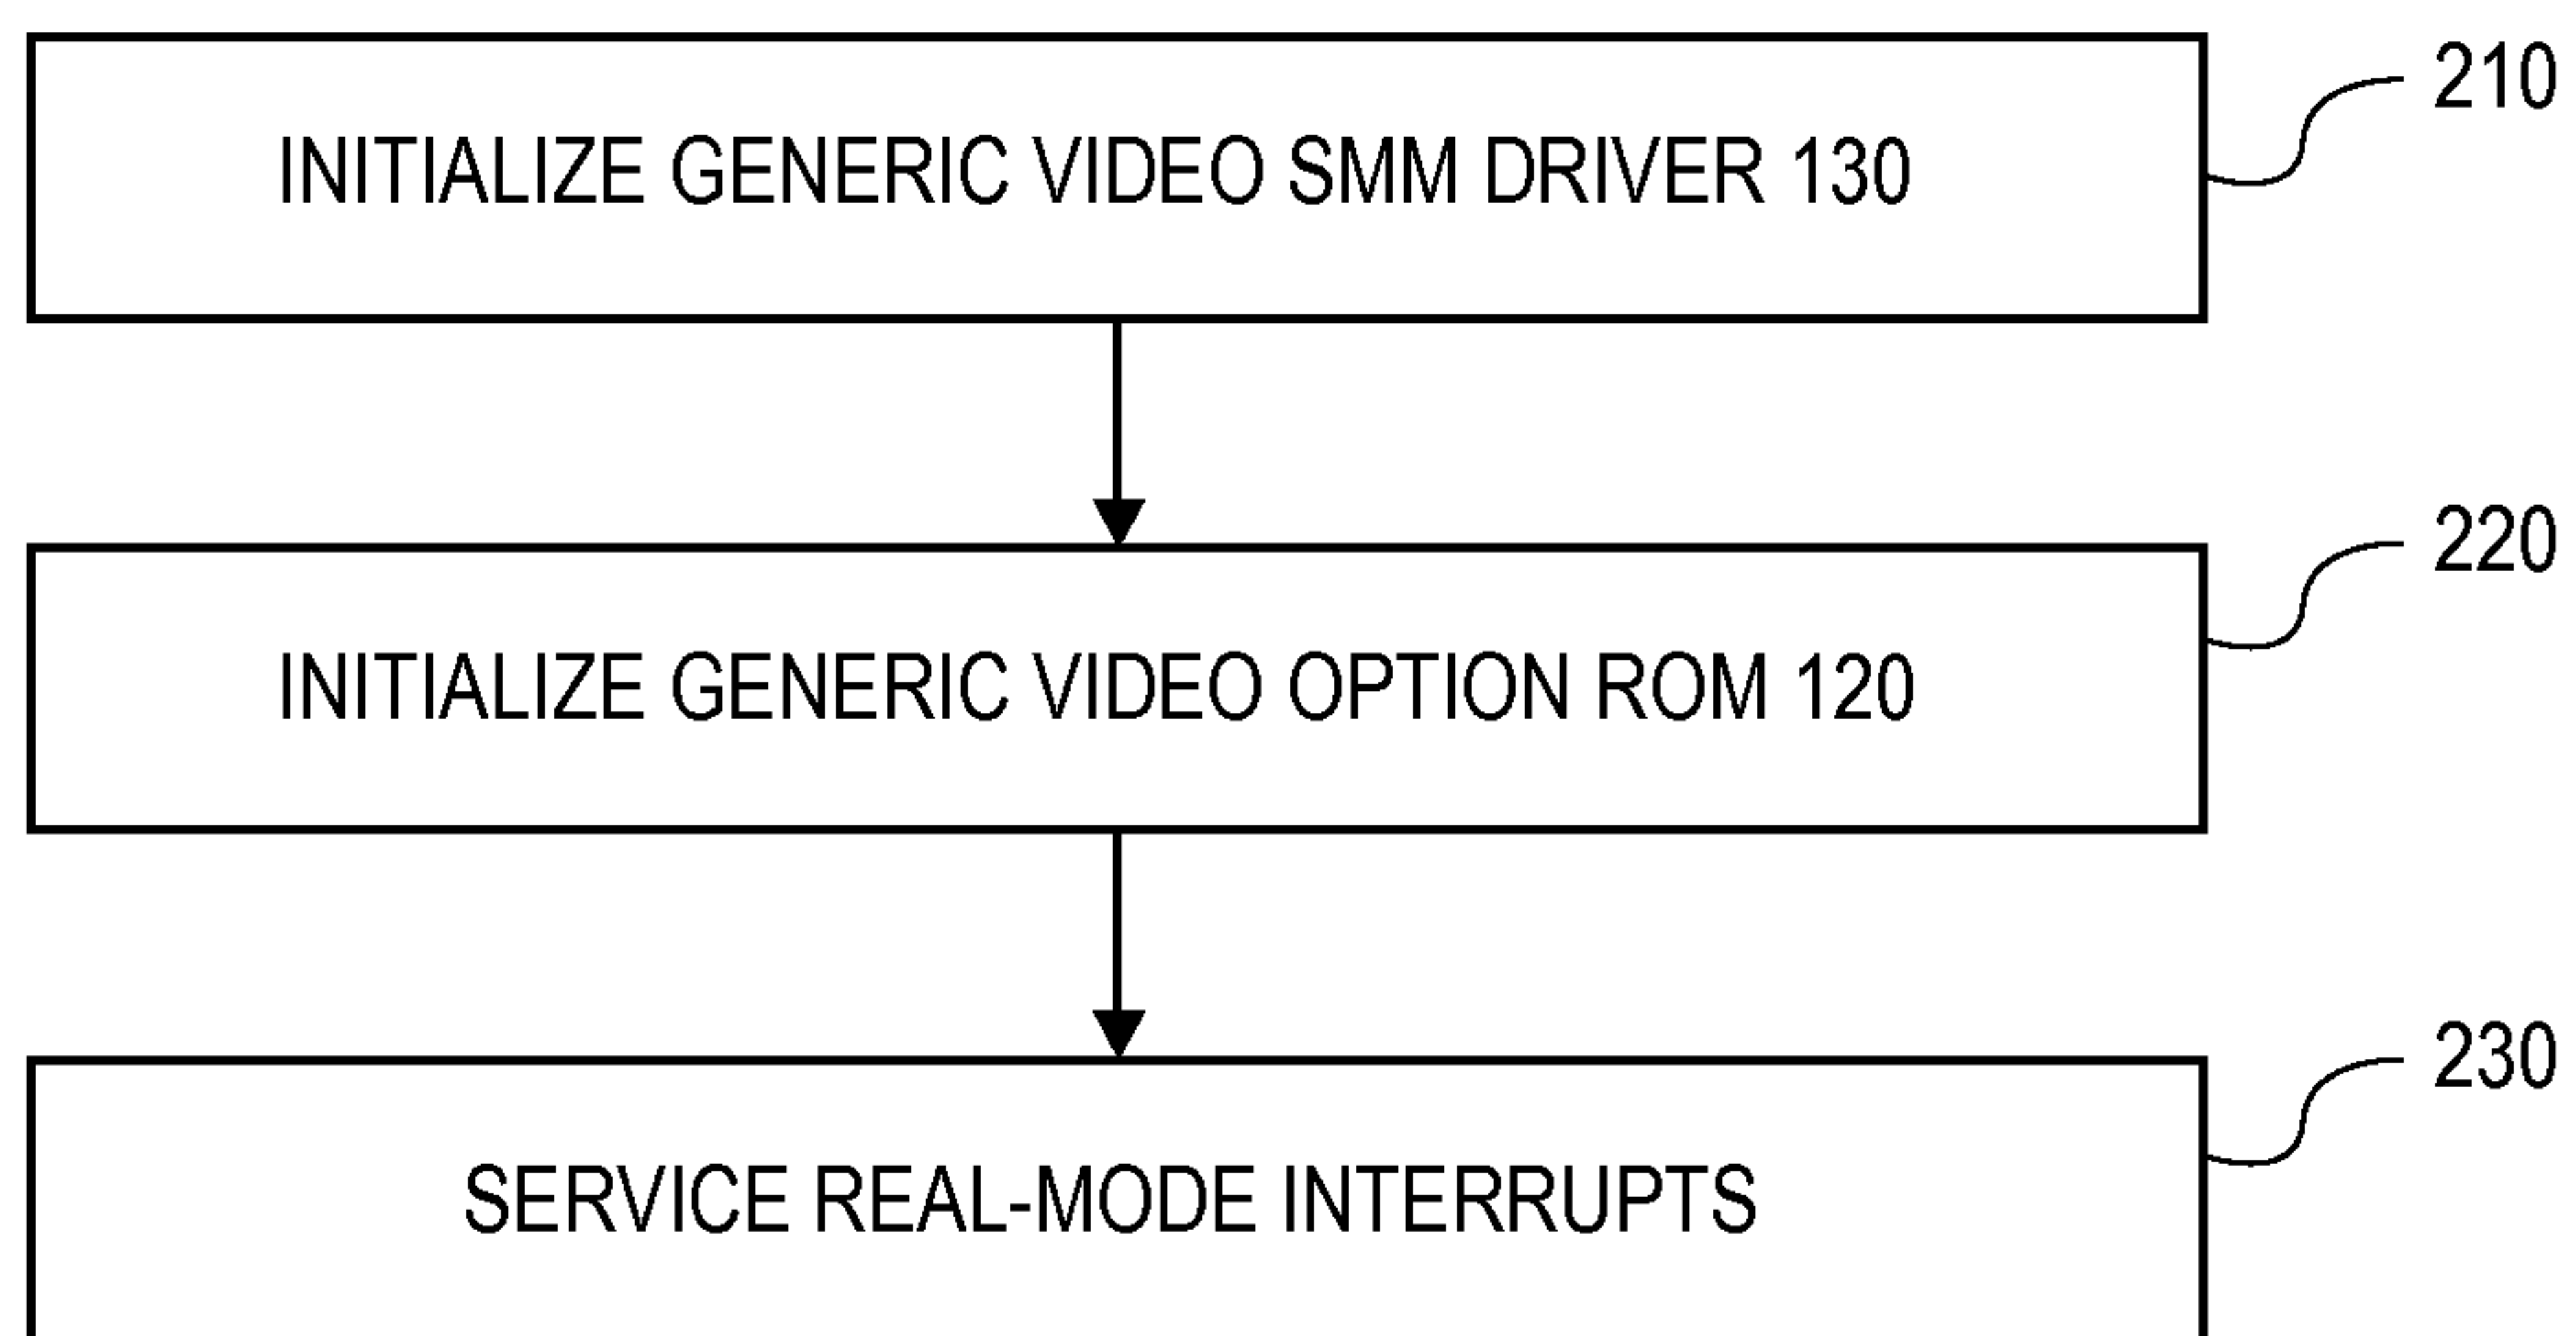 210
INITIALIZE GENERIC VIDEO SMM DRIVER 130
220
INITIALIZE GENERIC VIDEO OPTION ROM 120
230
SERVICE REAL-MODE INTERRUPTS